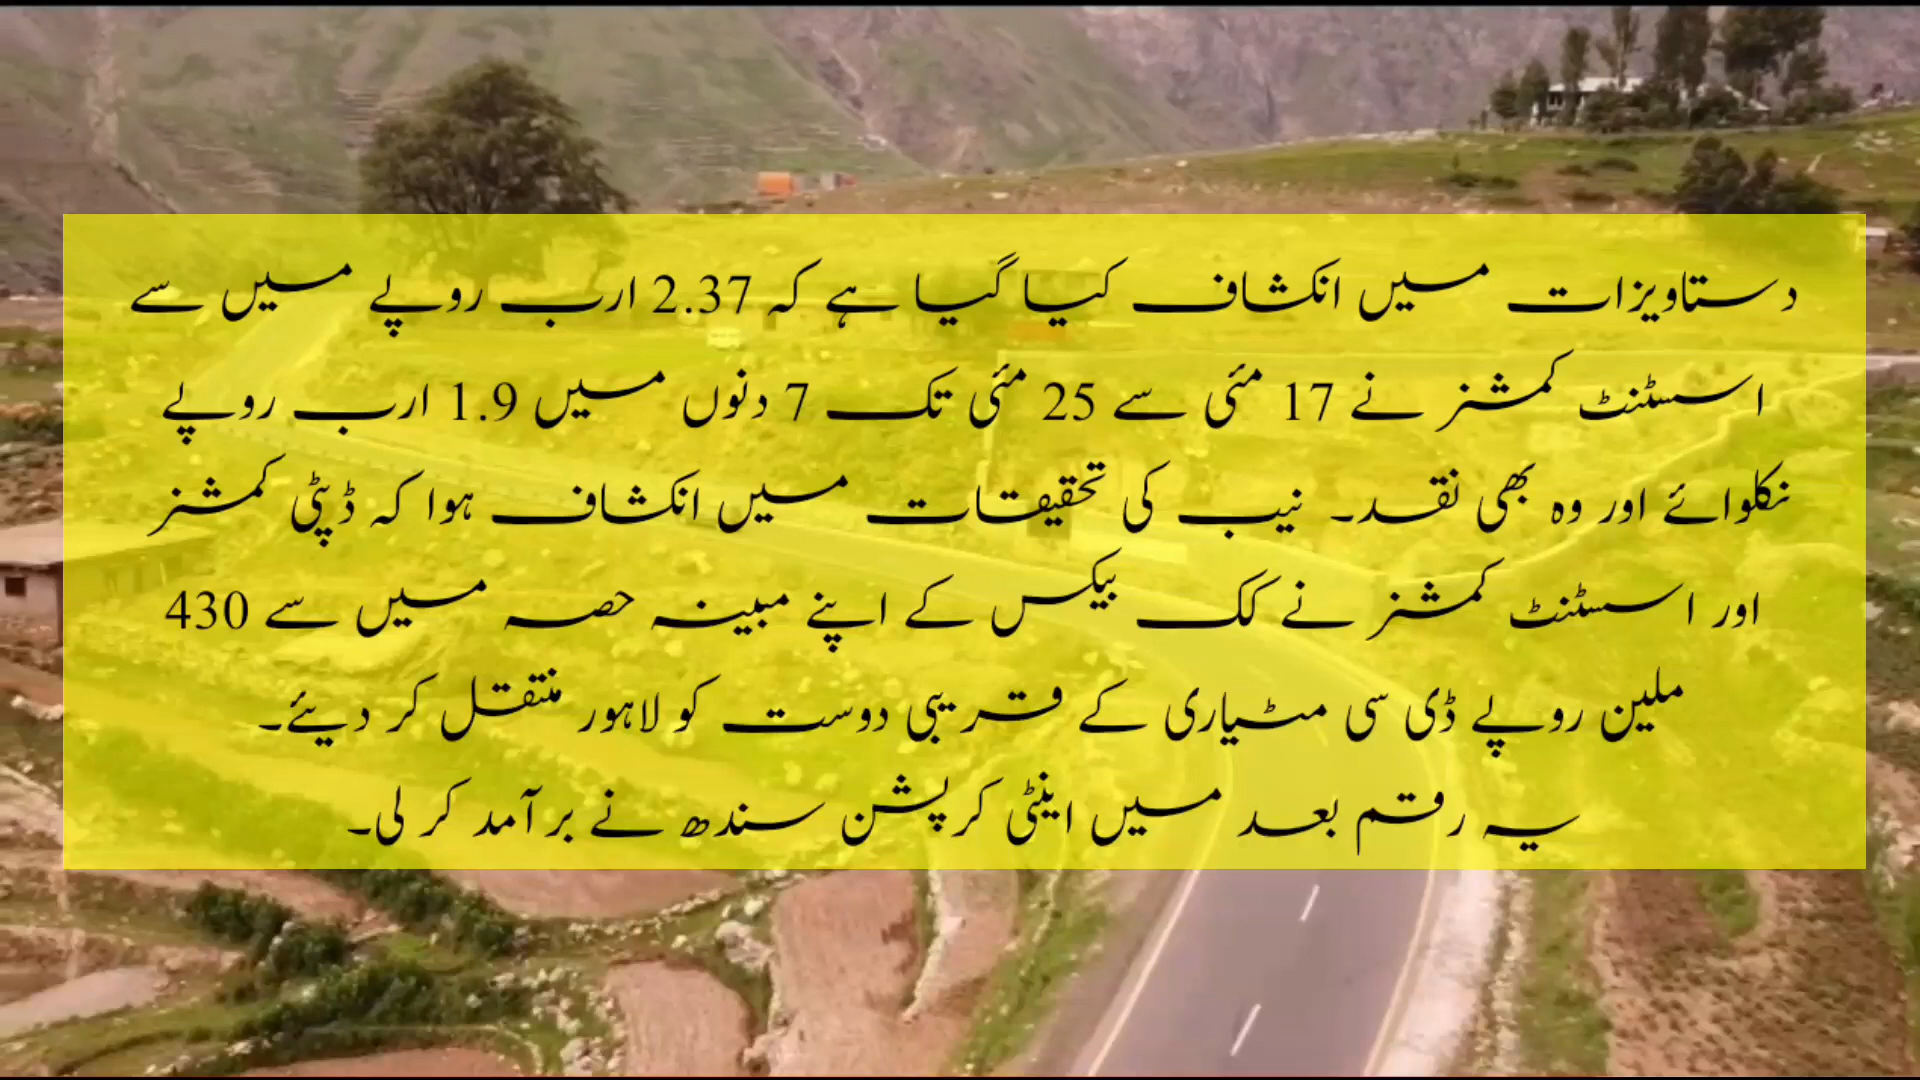 دستاویزات میں انکشاف کیا گیا ہے کہ 2.37 ارب روپے میں سے
اسسٹنٹ کمشنر نے 17 مئی سے 25 مئی تک 7 دنوں میں 1.9 ارب روپے
نکلوائے اور وہ بھی نقد۔ نیب کی تحقیقات میں انکشاف ہوا کہ ڈپٹی کمشنر
اور اسسٹنٹ کمشنر نے کک بیکس کے اپنے مبینہ حصہ میں سے 430
ملین روپے ڈی سی مٹیاری کے قریبی دوست کو لاہور منتقل کر دیئے۔
یہ رقم بعد میں اینٹی کرپشن سندھ نے برآمد کر لی۔